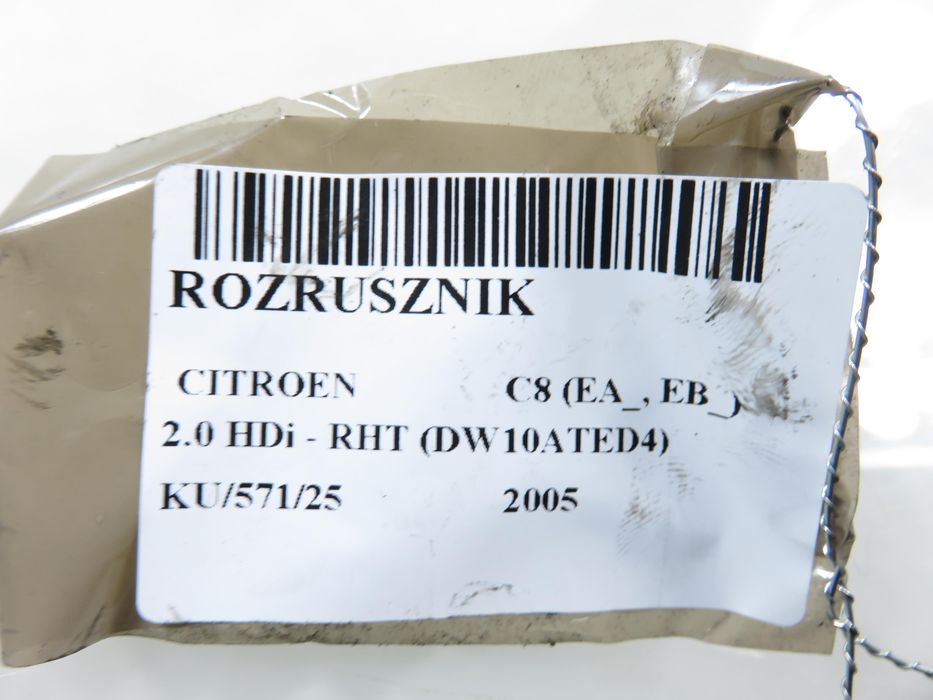 ROZRUSZNIK
CITROEN C8 (EA_, EB_)
2.0 HDi - RHT (DW10ATED4)
KU/571/25 2005